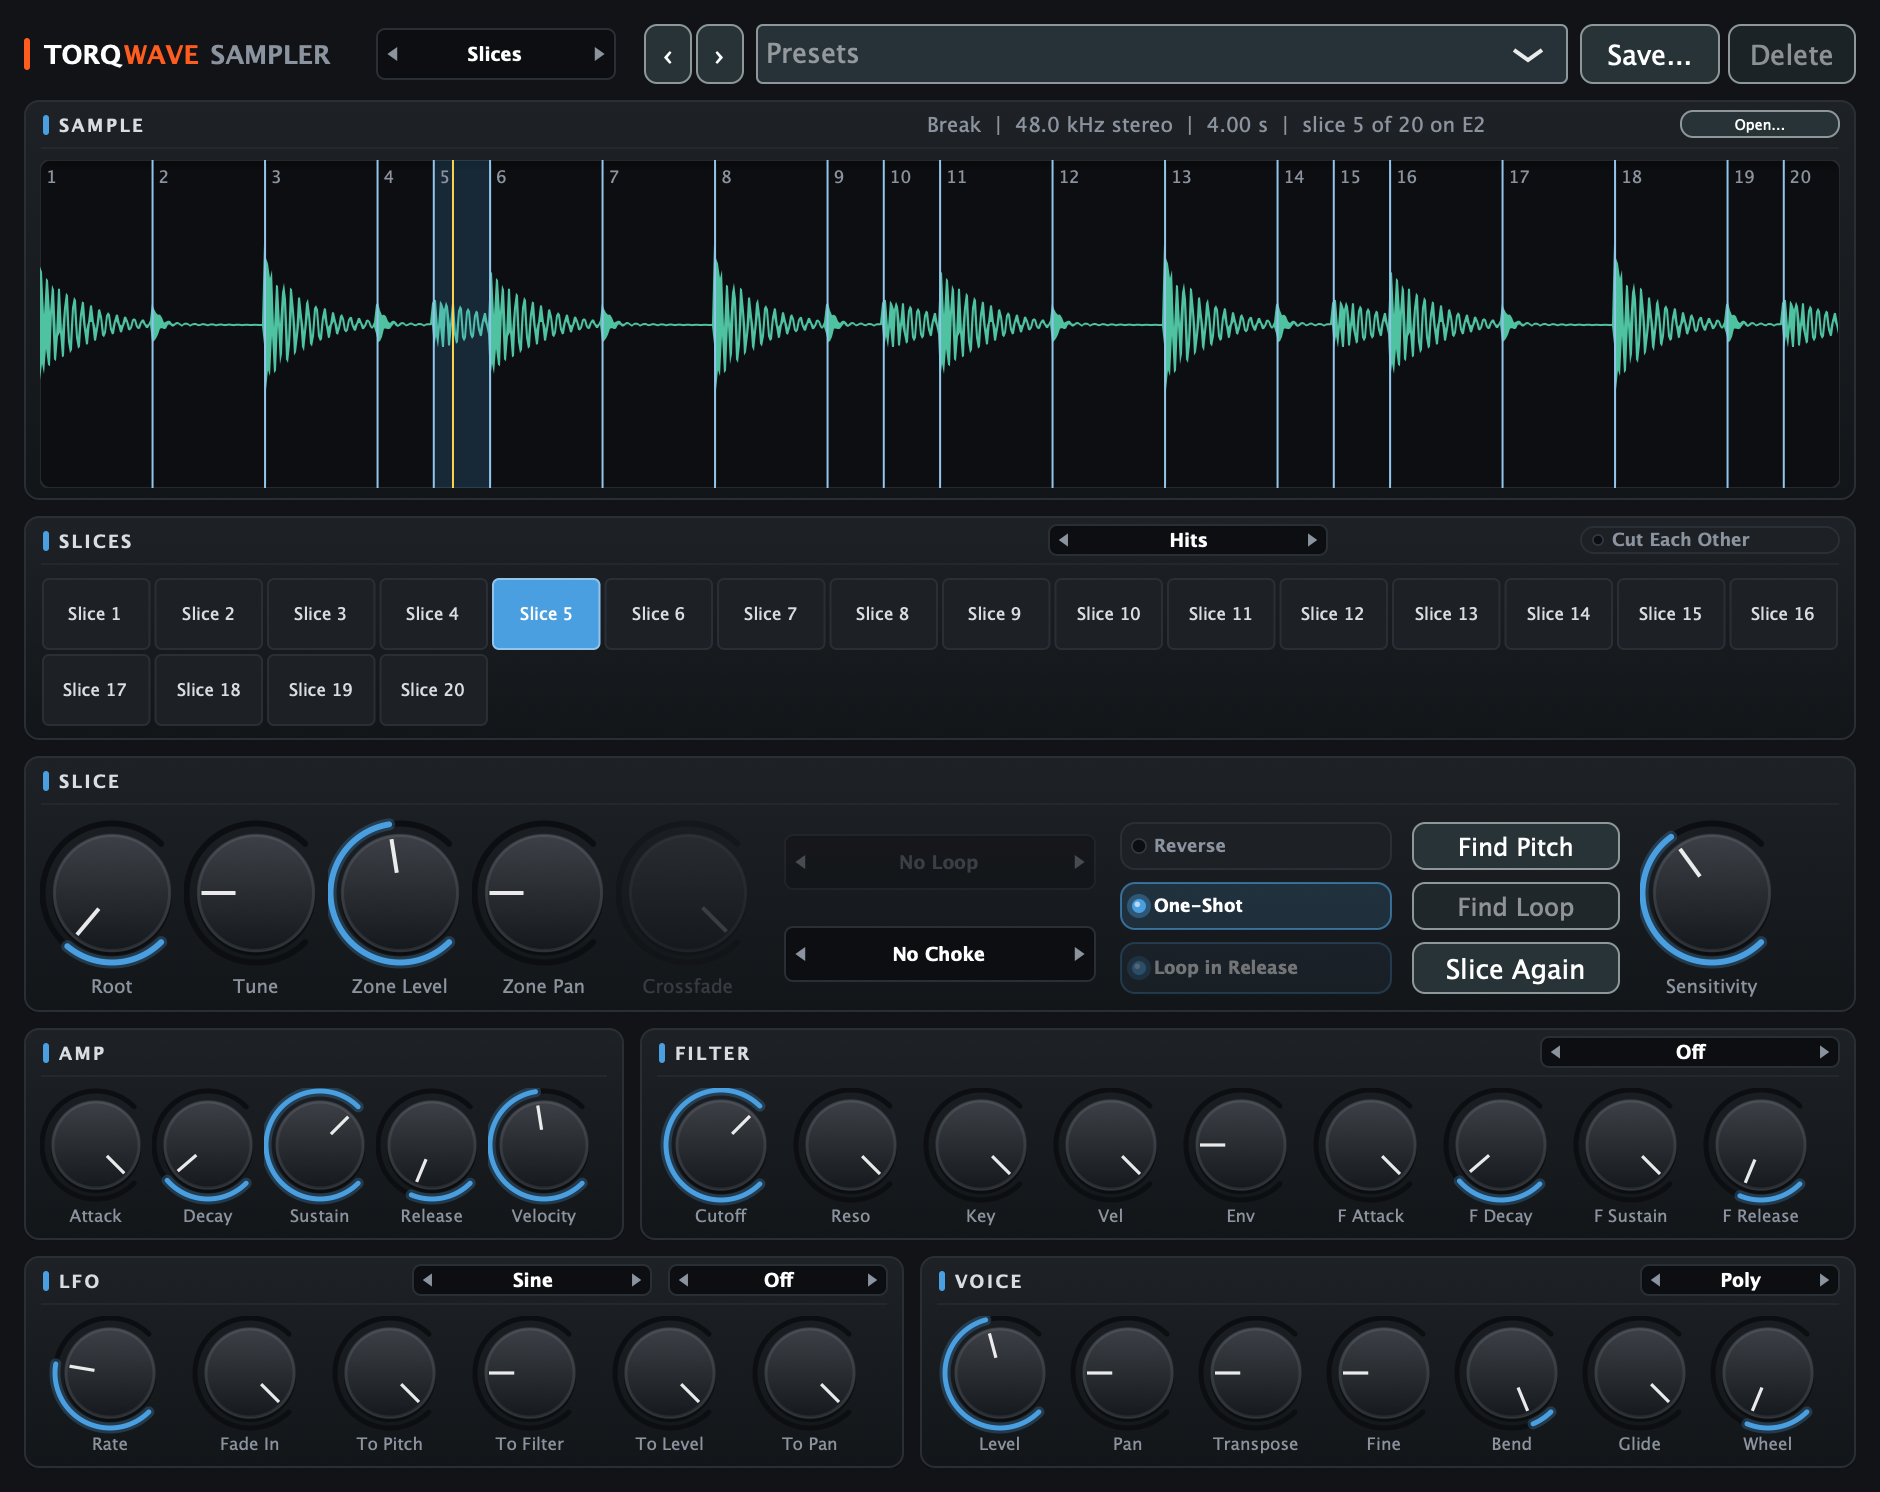 TORQWAVE SAMPLER
Slices
Presets
Save...
Delete
SAMPLE
Break | 48.0 kHz stereo | 4.00 s | slice 5 of 20 on E2
Open...
1 2 3 4 5 6 7 8 9 10 11 12 13 14 15 16 17 18 19 20
SLICES
Hits
Cut Each Other
Slice 1 Slice 2 Slice 3 Slice 4 Slice 5 Slice 6 Slice 7 Slice 8 Slice 9 Slice 10 Slice 11 Slice 12 Slice 13 Slice 14 Slice 15 Slice 16
Slice 17 Slice 18 Slice 19 Slice 20
SLICE
Root Tune Zone Level Zone Pan Crossfade
No Loop
No Choke
Reverse
One-Shot
Loop in Release
Find Pitch
Find Loop
Slice Again
Sensitivity
AMP
Attack Decay Sustain Release Velocity
FILTER
Off
Cutoff Reso Key Vel Env F Attack F Decay F Sustain F Release
LFO
Sine
Off
Rate Fade In To Pitch To Filter To Level To Pan
VOICE
Poly
Level Pan Transpose Fine Bend Glide Wheel